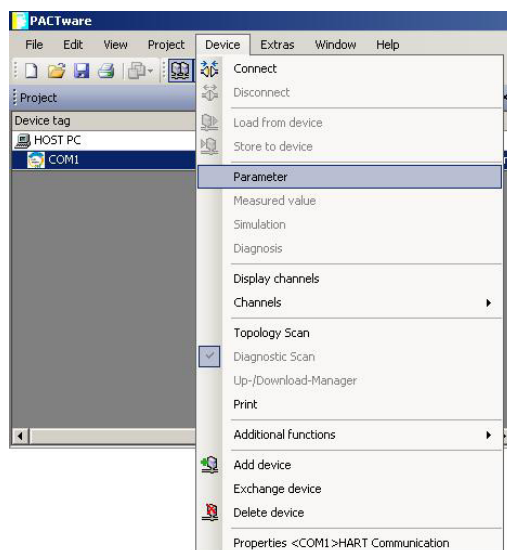 PACTware
File Edit View Project Device Extras Window Help
Project
Device tag
HOST PC
COM1
Connect
Disconnect
Load from device
Store to device
Parameter
Measured value
Simulation
Diagnosis
Display channels
Channels
Topology Scan
Diagnostic Scan
Up-/Download-Manager
Print
Additional functions
Add device
Exchange device
Delete device
Properties <COM1>HART Communication